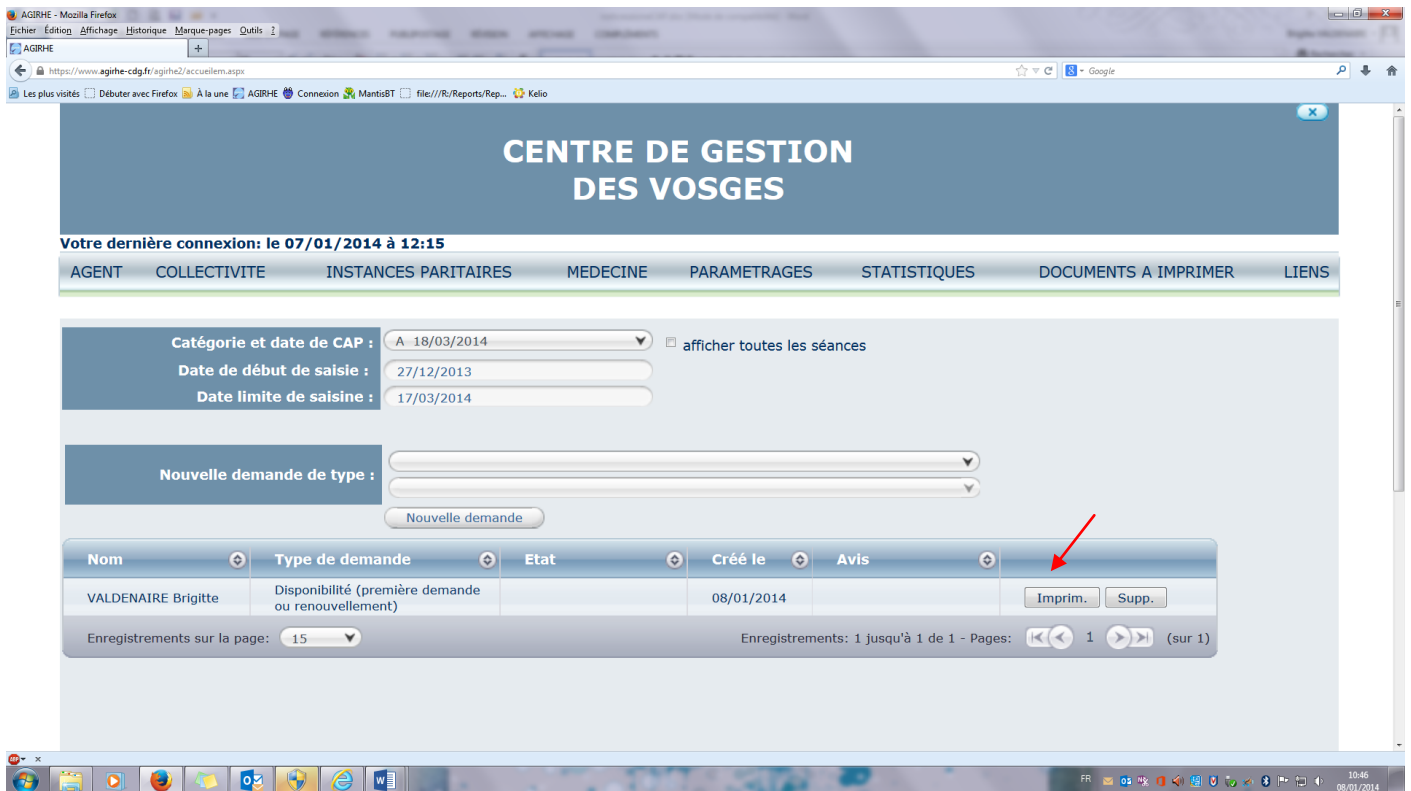 AGIRHE - Mozilla Firefox
Fichier Édition Affichage Historique Marque-pages Outils ?
AGIRHE
https://www.agirhe-cdg.fr/agirhe2/accueilem.aspx
Google
Les plus visités Débuter avec Firefox À la une AGIRHE Connexion MantisBT file:///R:/Reports/Rep... Kelio
CENTRE DE GESTION
DES VOSGES
Votre dernière connexion: le 07/01/2014 à 12:15
AGENT COLLECTIVITE INSTANCES PARITAIRES MEDECINE PARAMETRAGES STATISTIQUES DOCUMENTS A IMPRIMER LIENS
Catégorie et date de CAP : A 18/03/2014 afficher toutes les séances
Date de début de saisie : 27/12/2013
Date limite de saisine : 17/03/2014
Nouvelle demande de type :
Nouvelle demande
Nom Type de demande Etat Créé le Avis
VALDENAIRE Brigitte Disponibilité (première demande ou renouvellement) 08/01/2014 Imprim. Supp.
Enregistrements sur la page: 15 Enregistrements: 1 jusqu'à 1 de 1 - Pages: 1 (sur 1)
FR 10:46
08/01/2014